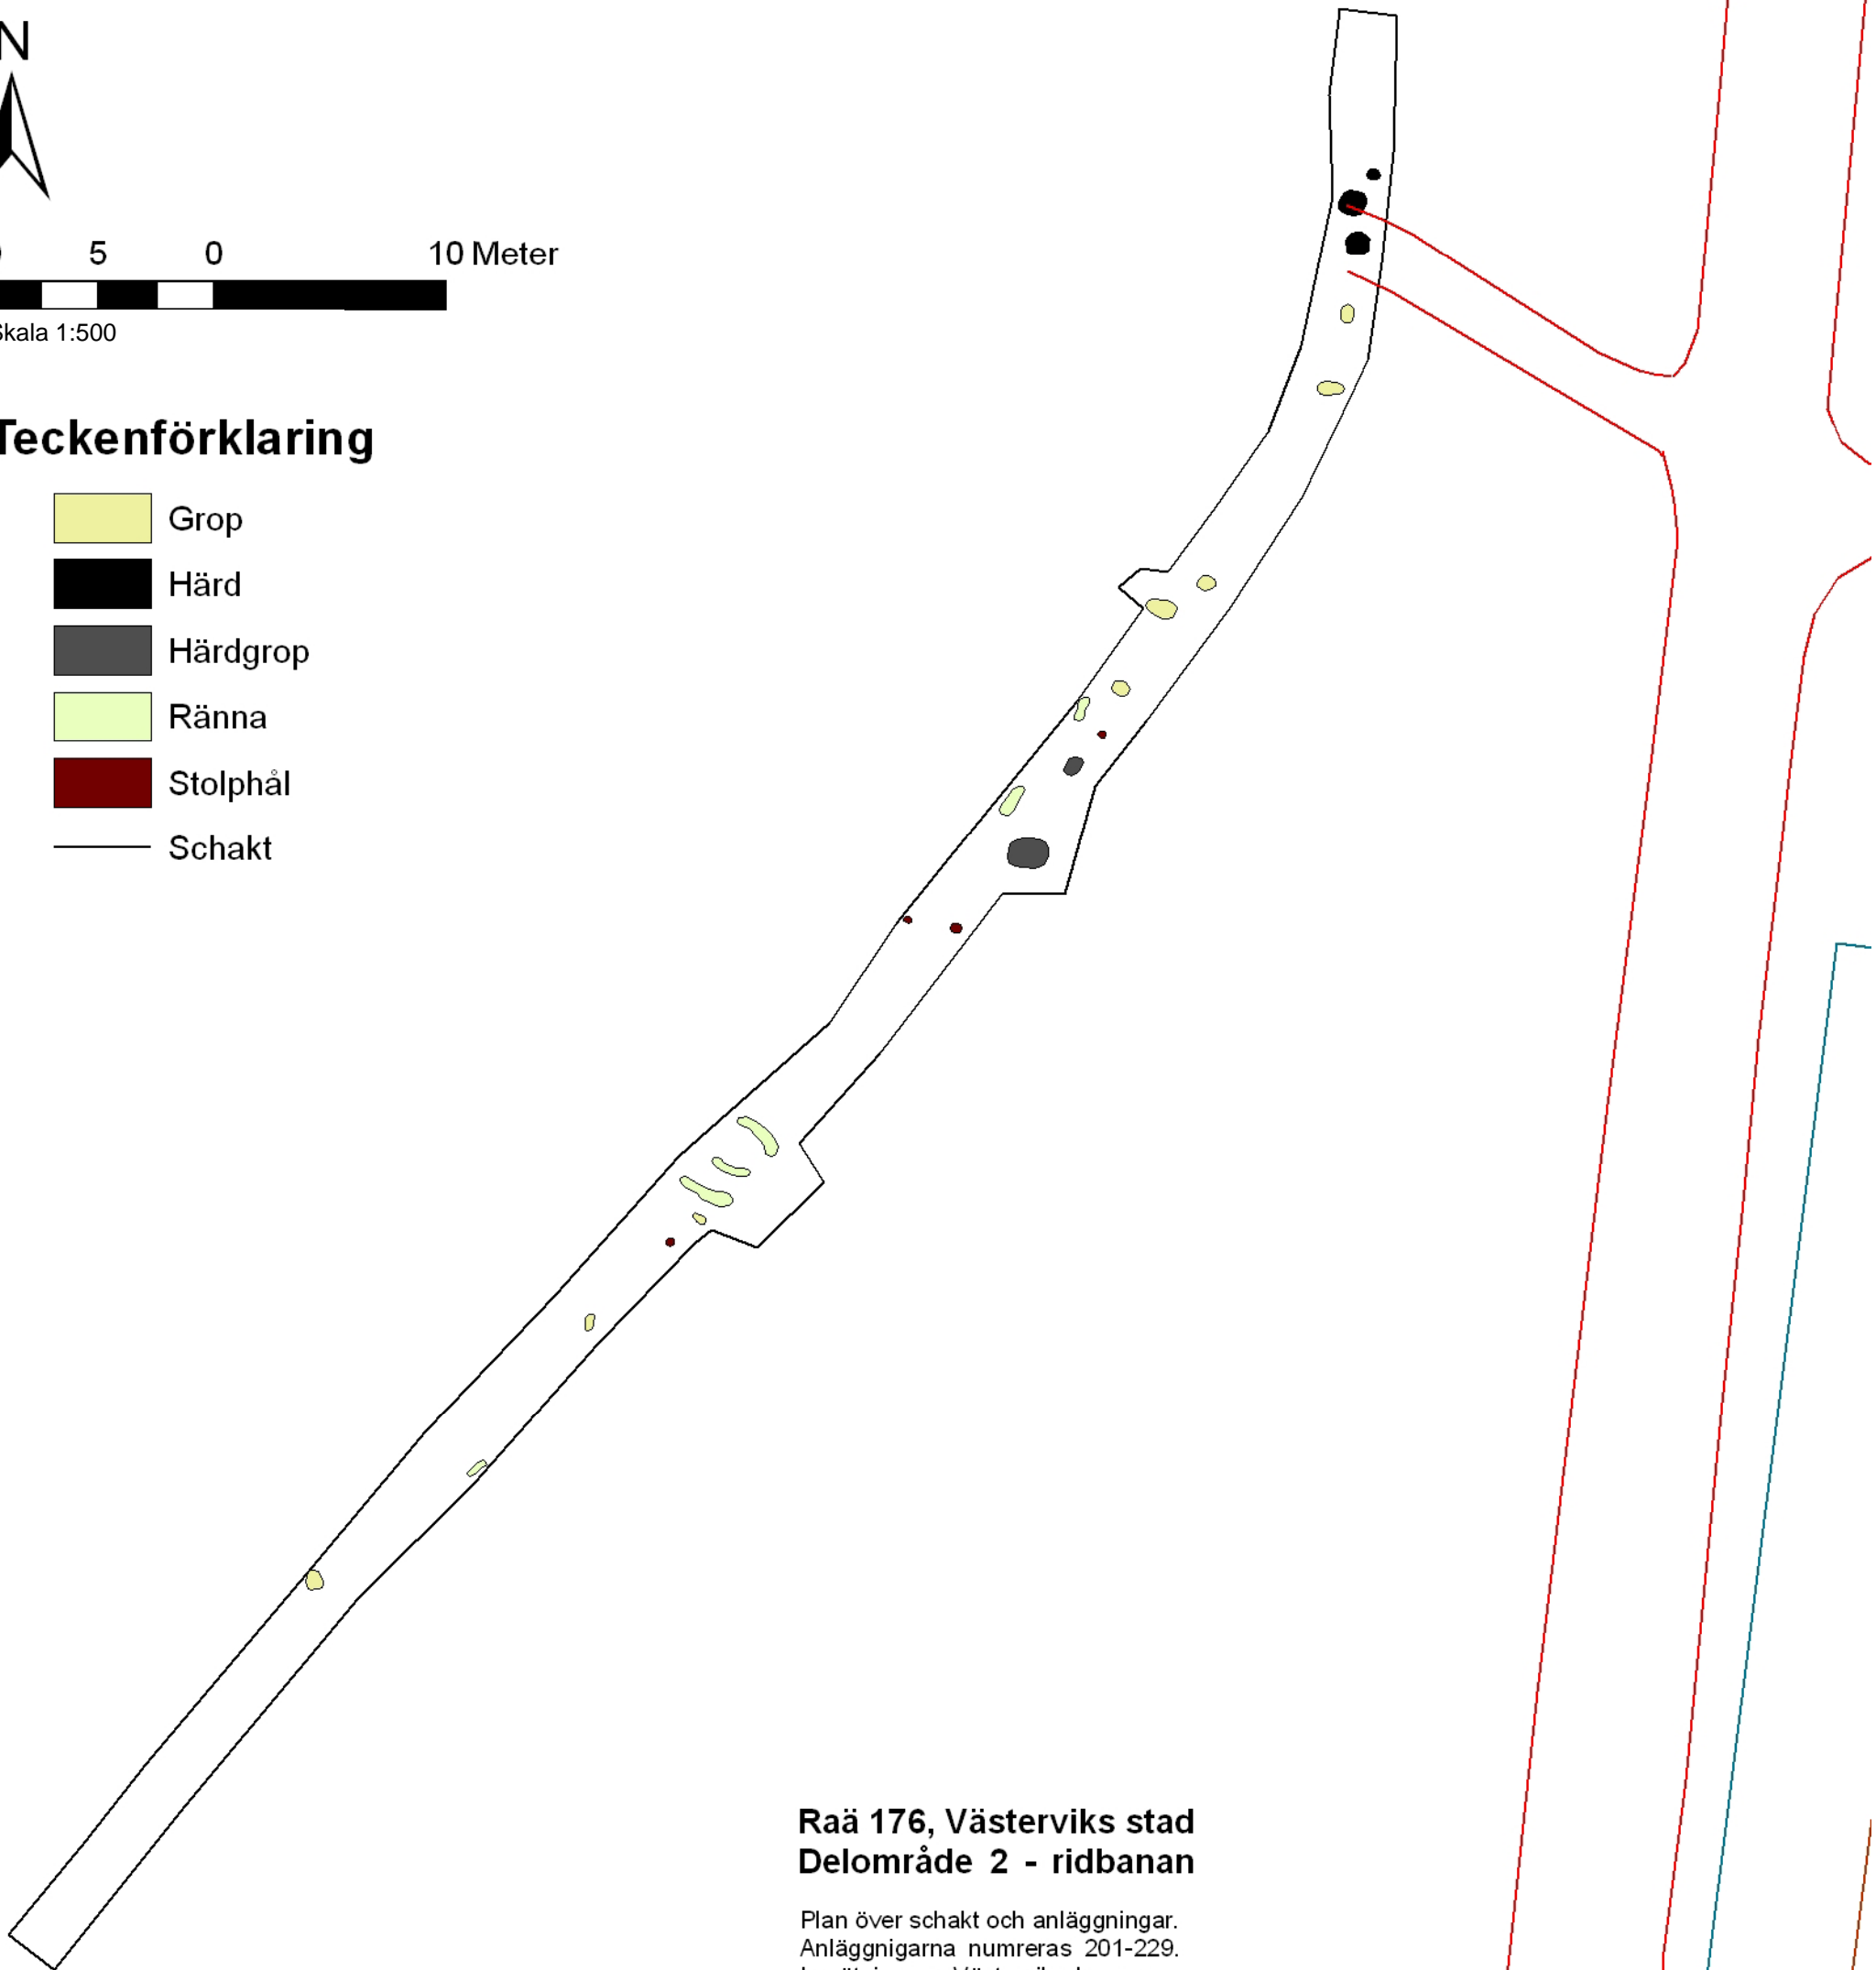 N
5 0 10 Meter
Skala 1:500
Teckenförklaring
Grop
Härd
Härdgrop
Ränna
Stolphål
Schakt
Raä 176, Västerviks stad
Delområde 2 - ridbanan
Plan över schakt och anläggningar.
Anläggnigarna numreras 201-229.